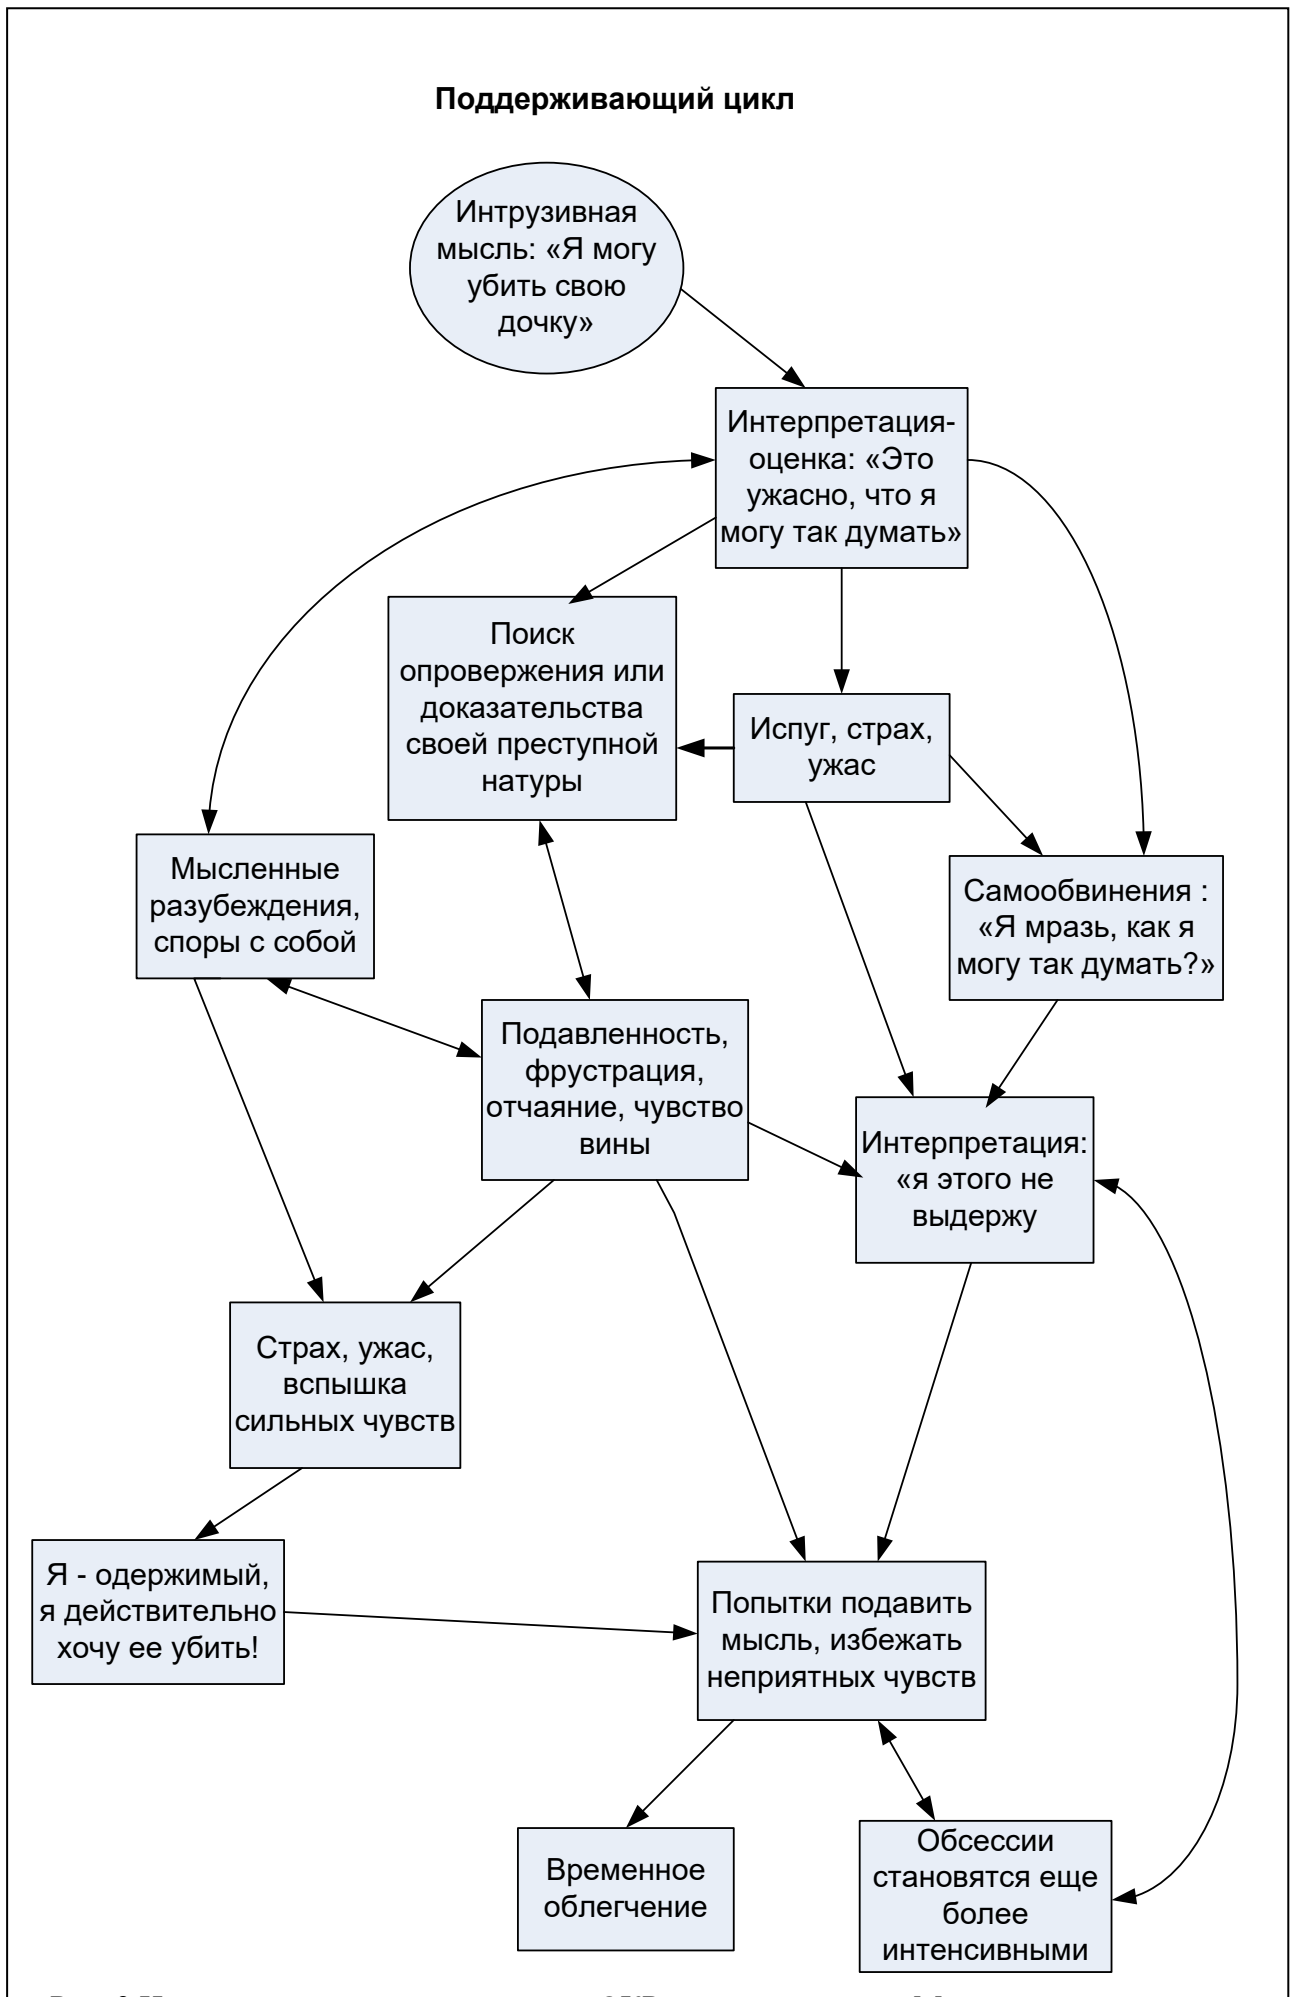 Поддерживающий цикл
Интрузивная
мысль: «Я могу
убить свою
дочку»
Интерпретация-
оценка: «Это
ужасно, что я
могу так думать»
Поиск
опровержения или
доказательства
своей преступной
натуры
Испуг, страх,
ужас
Мысленные
разубеждения,
споры с собой
Самообвинения :
«Я мразь, как я
могу так думать?»
Подавленность,
фрустрация,
отчаяние, чувство
вины
Интерпретация:
«я этого не
выдержу
Страх, ужас,
вспышка
сильных чувств
Я - одержимый,
я действительно
хочу ее убить!
Попытки подавить
мысль, избежать
неприятных чувств
Временное
облегчение
Обсессии
становятся еще
более
интенсивными